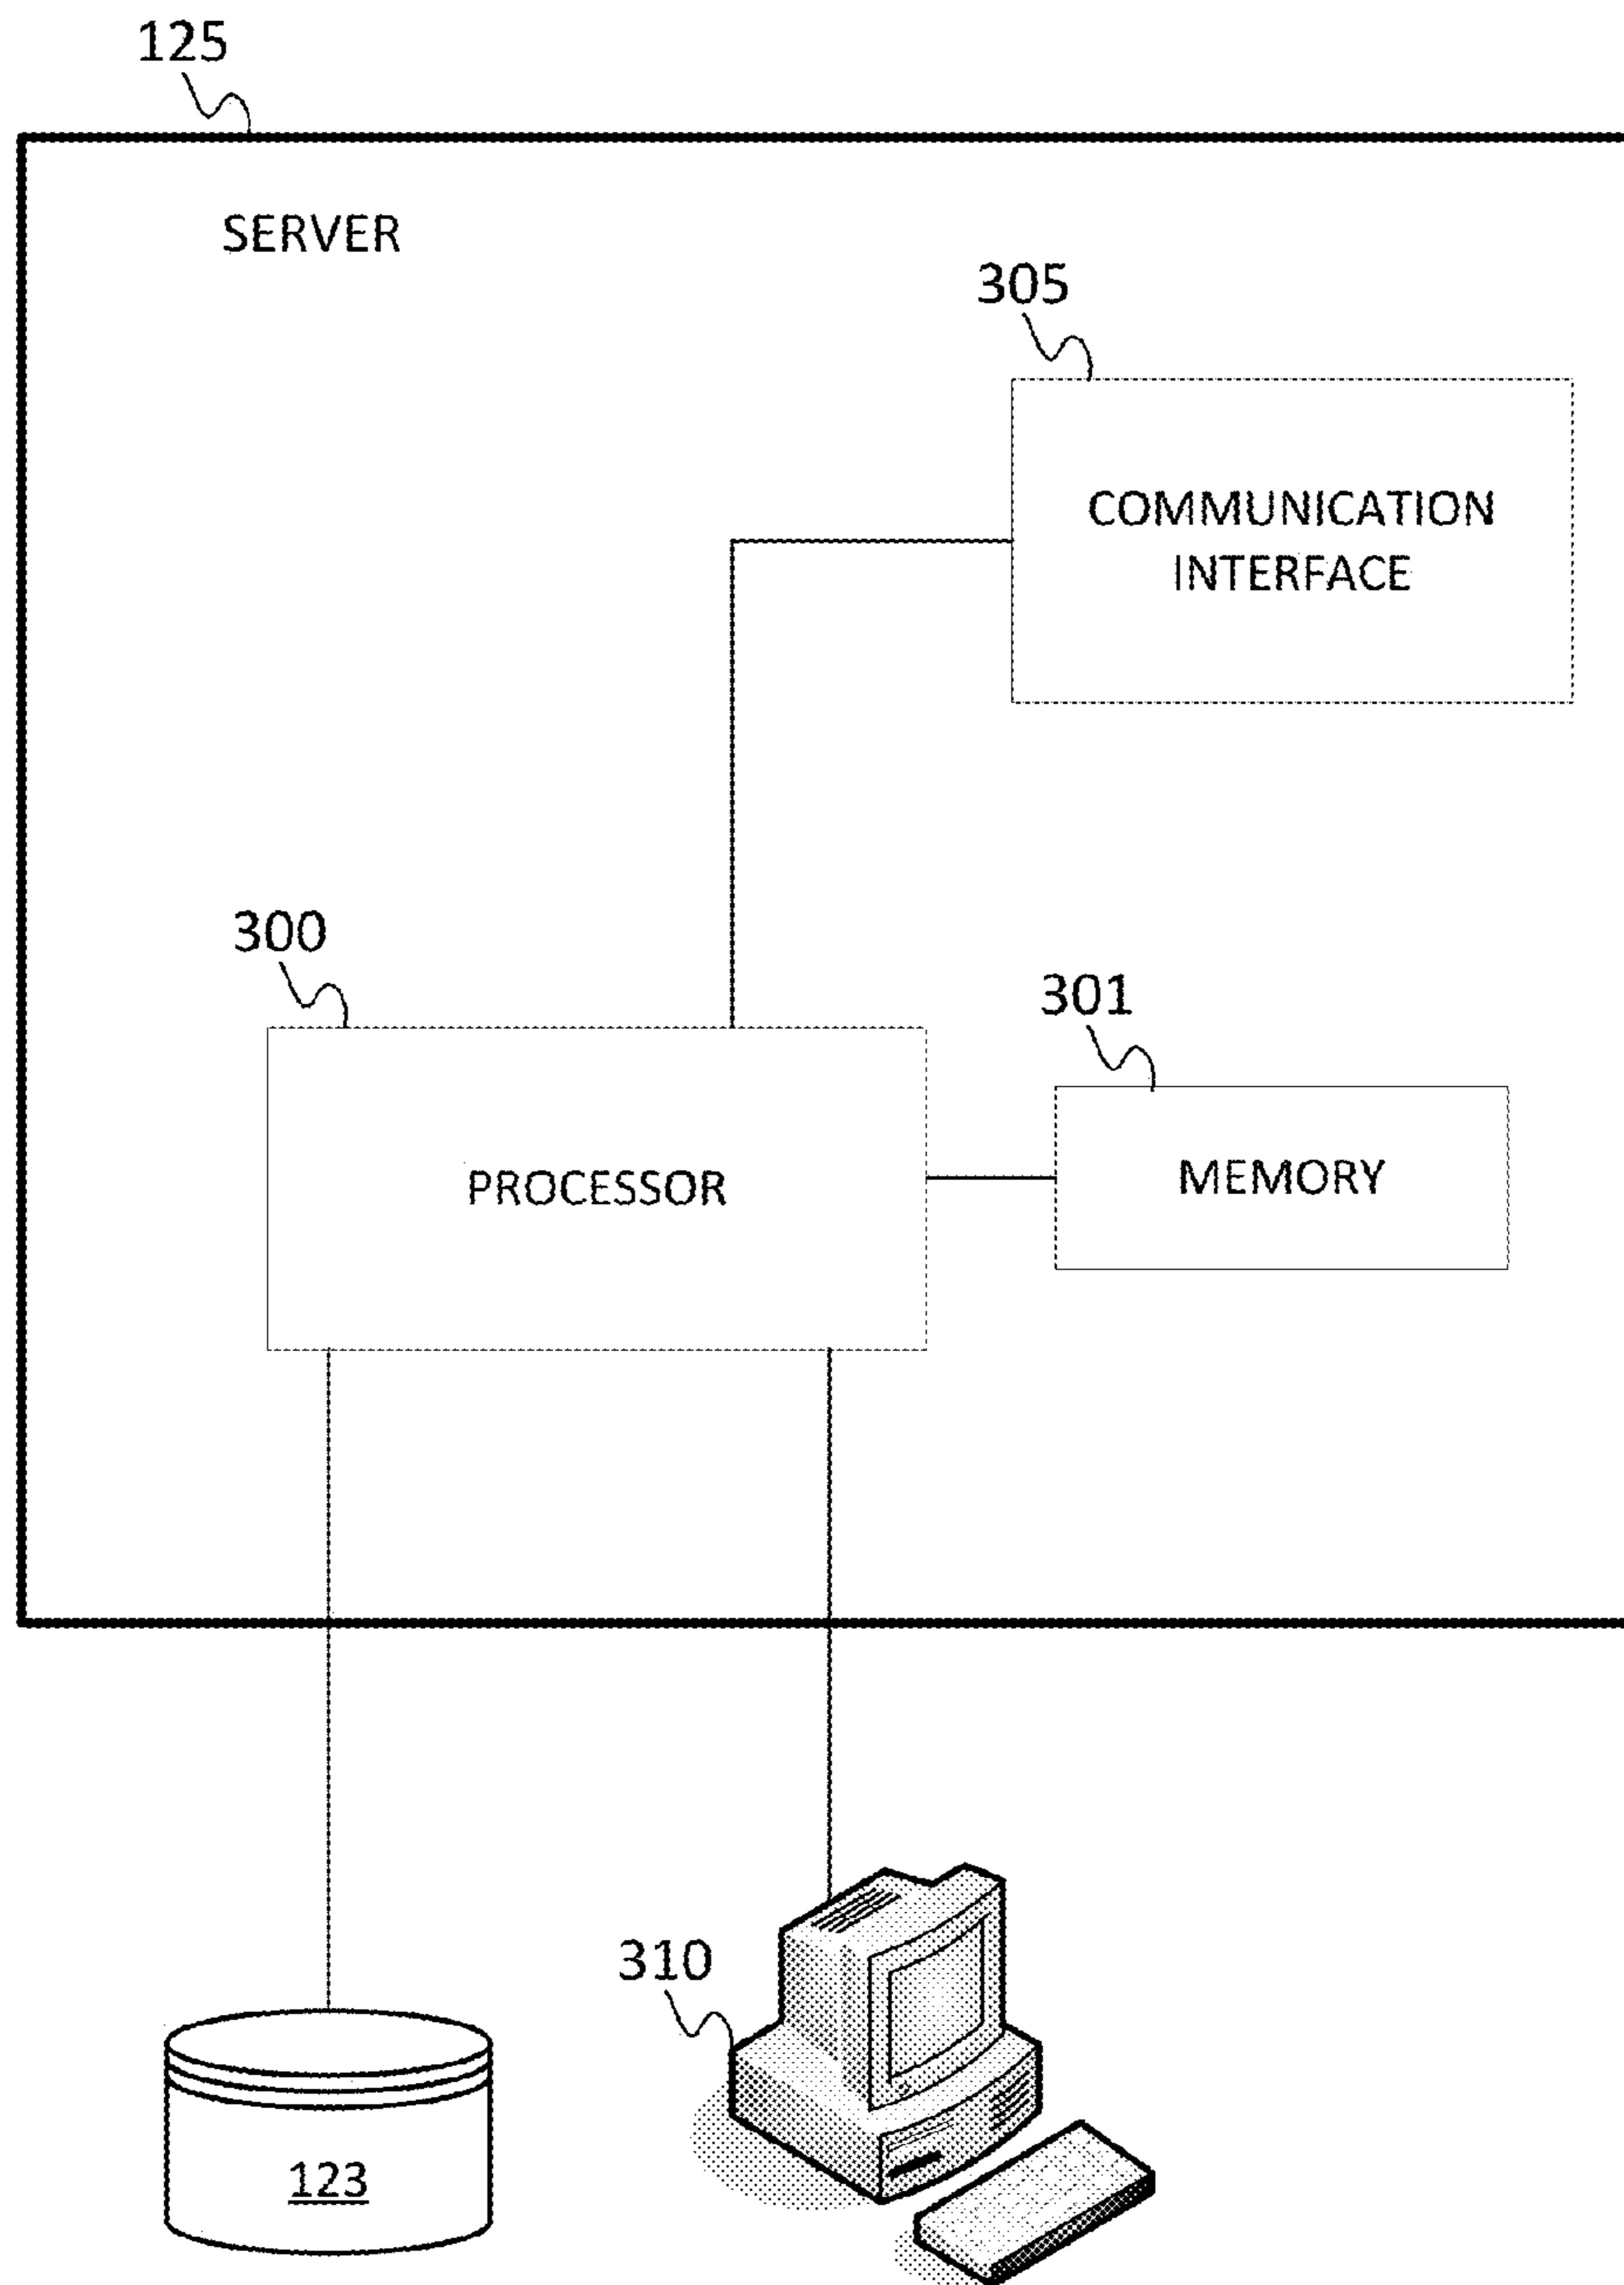 125
SERVER
305
COMMUNICATION
INTERFACE
300
301
PROCESSOR
MEMORY
310
123